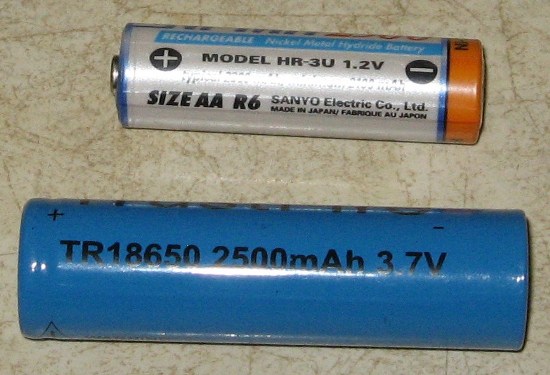 RECHARGEABLE Nickel Metal Hydride Battery
+ MODEL HR-3U 1.2V −
SIZE AA R6 SANYO Electric Co., Ltd.
MADE IN JAPAN/ FABRIQUE AU JAPON
+ -
TR18650 2500mAh 3.7V